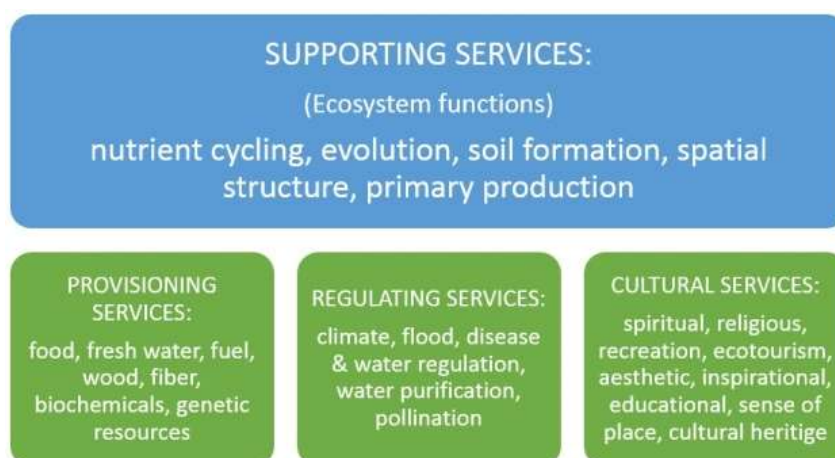 SUPPORTING SERVICES:
(Ecosystem functions)
nutrient cycling, evolution, soil formation, spatial
structure, primary production
PROVISIONING
SERVICES:
food, fresh water, fuel,
wood, fiber,
biochemicals, genetic
resources
REGULATING SERVICES:
climate, flood, disease
& water regulation,
water purification,
pollination
CULTURAL SERVICES:
spiritual, religious,
recreation, ecotourism,
aesthetic, inspirational,
educational, sense of
place, cultural heritige